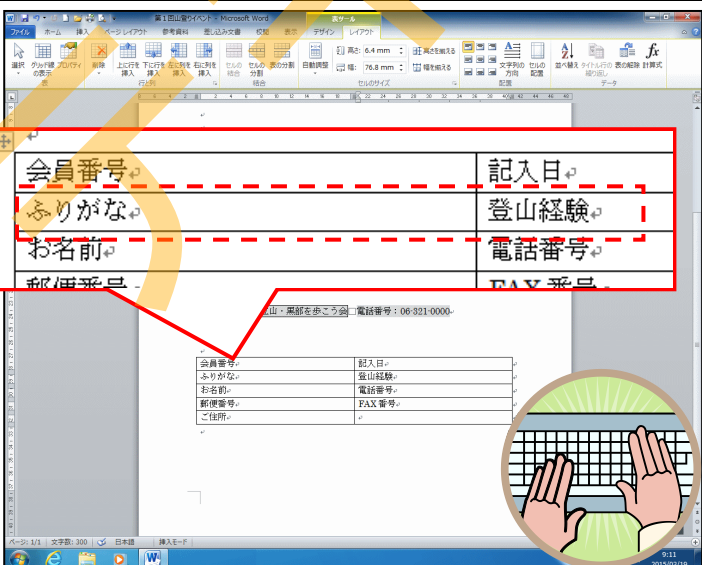 第1回山登りイベント - Microsoft Word
表ツール
ファイル ホーム 挿入 ページ レイアウト 参考資料 差し込み文書 校閲 表示 デザイン レイアウト
選択 グリッド線の表示 プロパティ 削除 上に行を挿入 下に行を挿入 左に列を挿入 右に列を挿入 セルの結合 セルの分割 表の分割 自動調整 高さ: 6.4 mm 高さを揃える 幅: 76.8 mm 幅を揃える 文字列の方向 セルの配置 並べ替え タイトル行の繰り返し 表の解除 計算式
表 行と列 結合 セルのサイズ 配置 データ
会員番号 記入日
ふりがな 登山経験
お名前 電話番号
郵便番号 FAX 番号
山・黒部を歩こう会 電話番号：06-321-0000
会員番号 記入日
ふりがな 登山経験
お名前 電話番号
郵便番号 FAX 番号
ご住所
ページ: 1/1 文字数: 300 日本語 挿入モード
9:11
2015/03/19